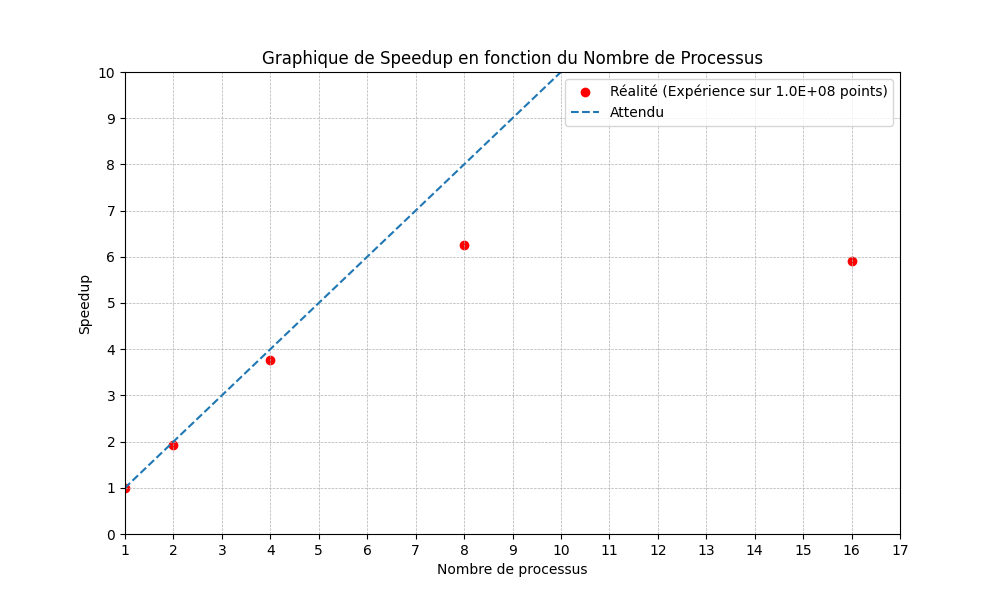 Graphique de Speedup en fonction du Nombre de Processus
Réalité (Expérience sur 1.0E+08 points)
Attendu
Speedup
10
9
8
7
6
5
4
3
2
1
0
1 2 3 4 5 6 7 8 9 10 11 12 13 14 15 16 17
Nombre de processus